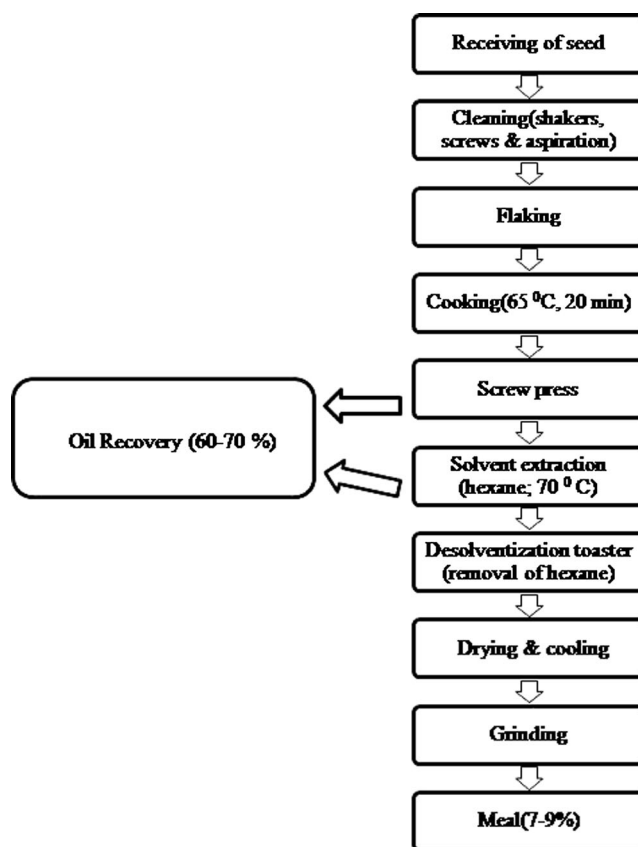 Receiving of seed
Cleaning(shakers,
screws & aspiration)
Flaking
Cooking(65 ⁰C, 20 min)
Screw press
Oil Recovery (60-70 %)
Solvent extraction
(hexane; 70 ⁰ C)
Desolventization toaster
(removal of hexane)
Drying & cooling
Grinding
Meal(7-9%)